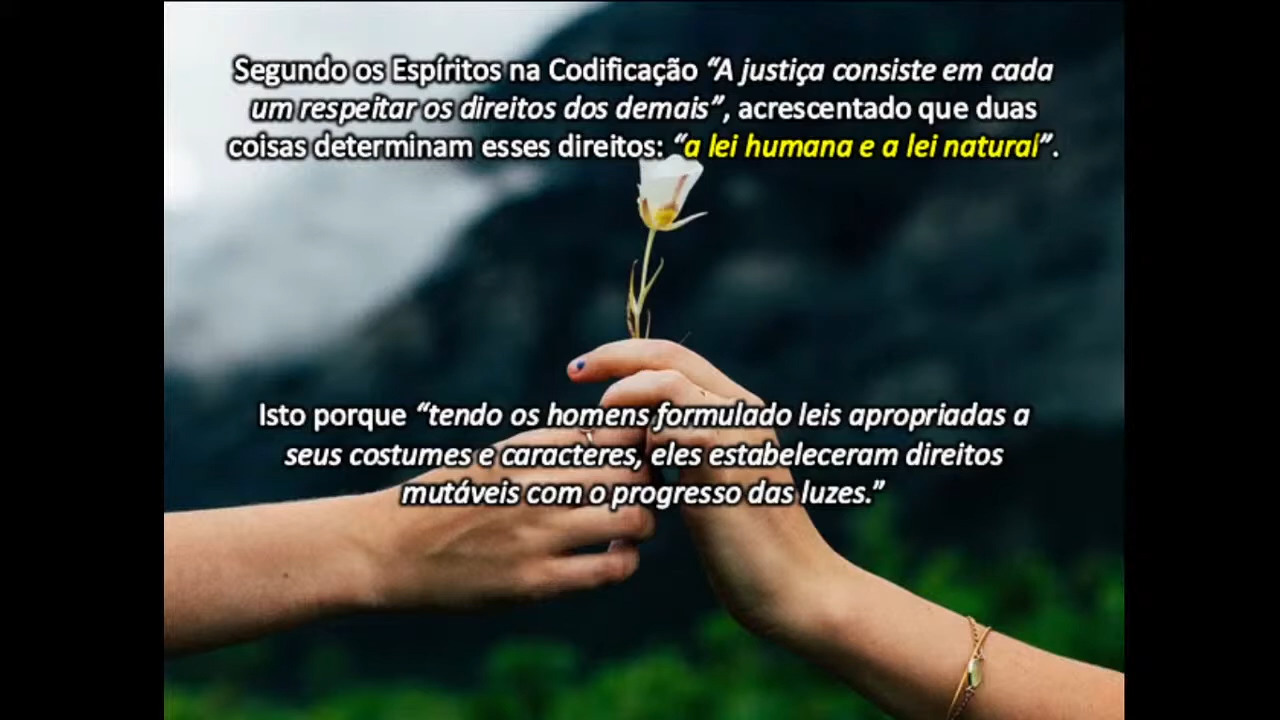 Segundo os Espíritos na Codificação “A justiça consiste em cada
um respeitar os direitos dos demais”, acrescentado que duas
coisas determinam esses direitos: “a lei humana e a lei natural”.
Isto porque “tendo os homens formulado leis apropriadas a
seus costumes e caracteres, eles estabeleceram direitos
mutáveis com o progresso das luzes.”